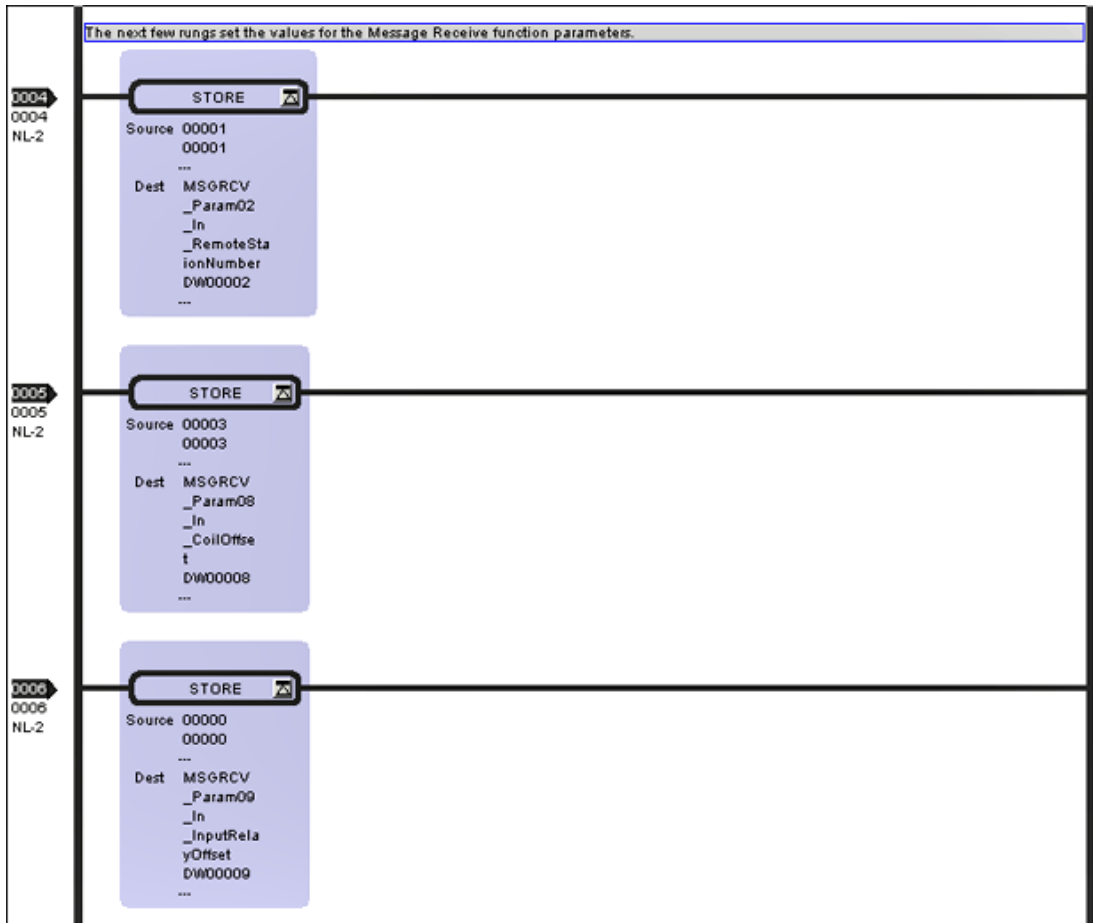 The next few rungs set the values for the Message Receive function parameters.
0004
0004
NL-2
STORE
Source 00001
00001
...
Dest MSGRCV
_Param02
_In
_RemoteSta
ionNumber
DW00002
...
0005
0005
NL-2
STORE
Source 00003
00003
...
Dest MSGRCV
_Param08
_In
_CoilOffse
t
DW00008
...
0006
0006
NL-2
STORE
Source 00000
00000
...
Dest MSGRCV
_Param09
_In
_InputRela
yOffset
DW00009
...